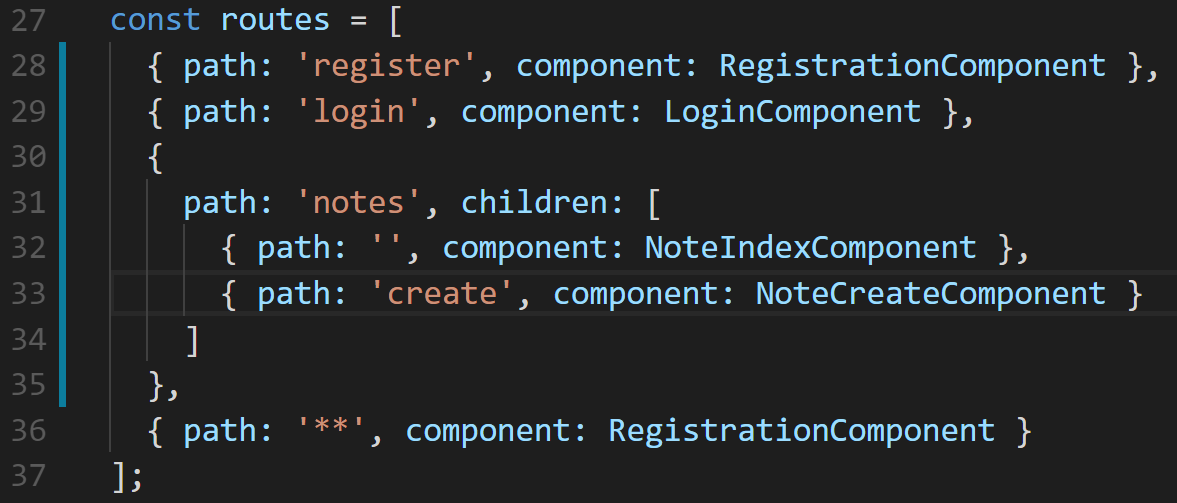 27 const routes = [
28 { path: 'register', component: RegistrationComponent },
29 { path: 'login', component: LoginComponent },
30 {
31 path: 'notes', children: [
32 { path: '', component: NoteIndexComponent },
33 { path: 'create', component: NoteCreateComponent }
34 ]
35 },
36 { path: '**', component: RegistrationComponent }
37 ];